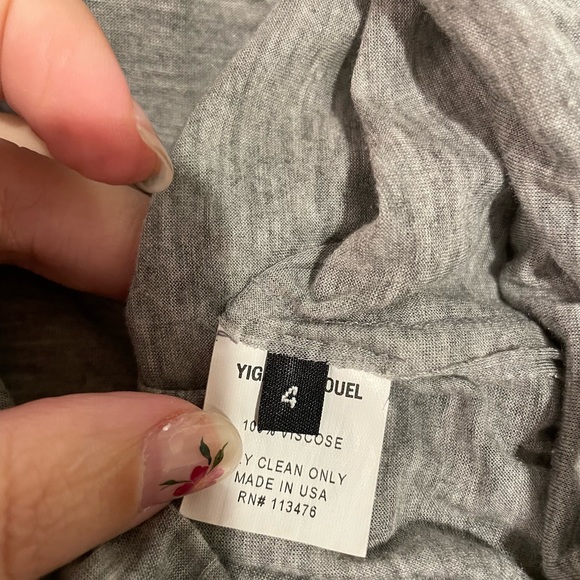 YIG OUEL
4
VISCOSE
Y CLEAN ONLY
MADE IN USA
RN# 113476